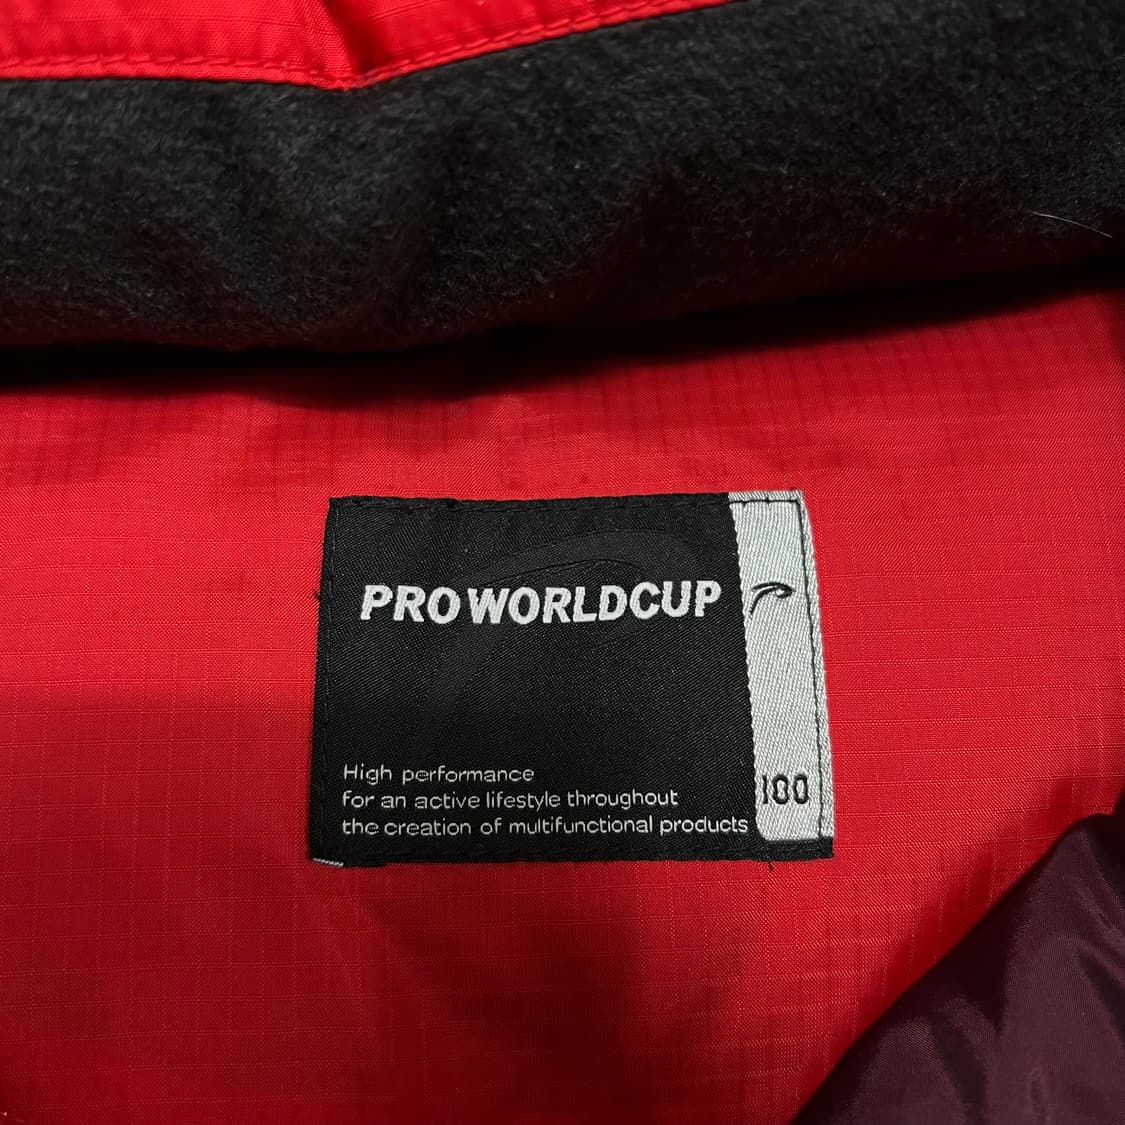 PRO WORLDCUP
High performance
for an active lifestyle throughout
the creation of multifunctional products
100